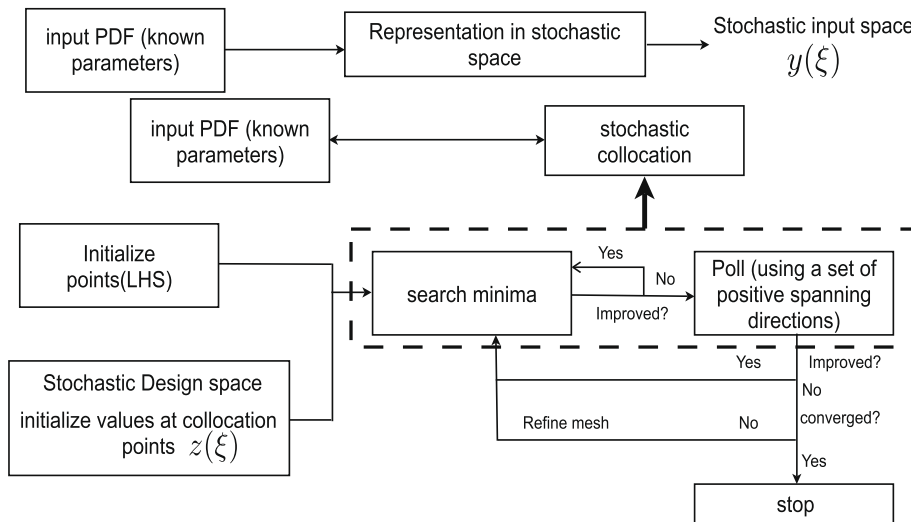 input PDF (known
parameters)
Representation in stochastic
space
Stochastic input space
y(ξ)
input PDF (known
parameters)
stochastic
collocation
Initialize
points(LHS)
search minima
Yes
No
Improved?
Poll (using a set of
positive spanning
directions)
Stochastic Design space
initialize values at collocation
points z(ξ)
Yes
Improved?
No
Refine mesh
No
converged?
Yes
stop